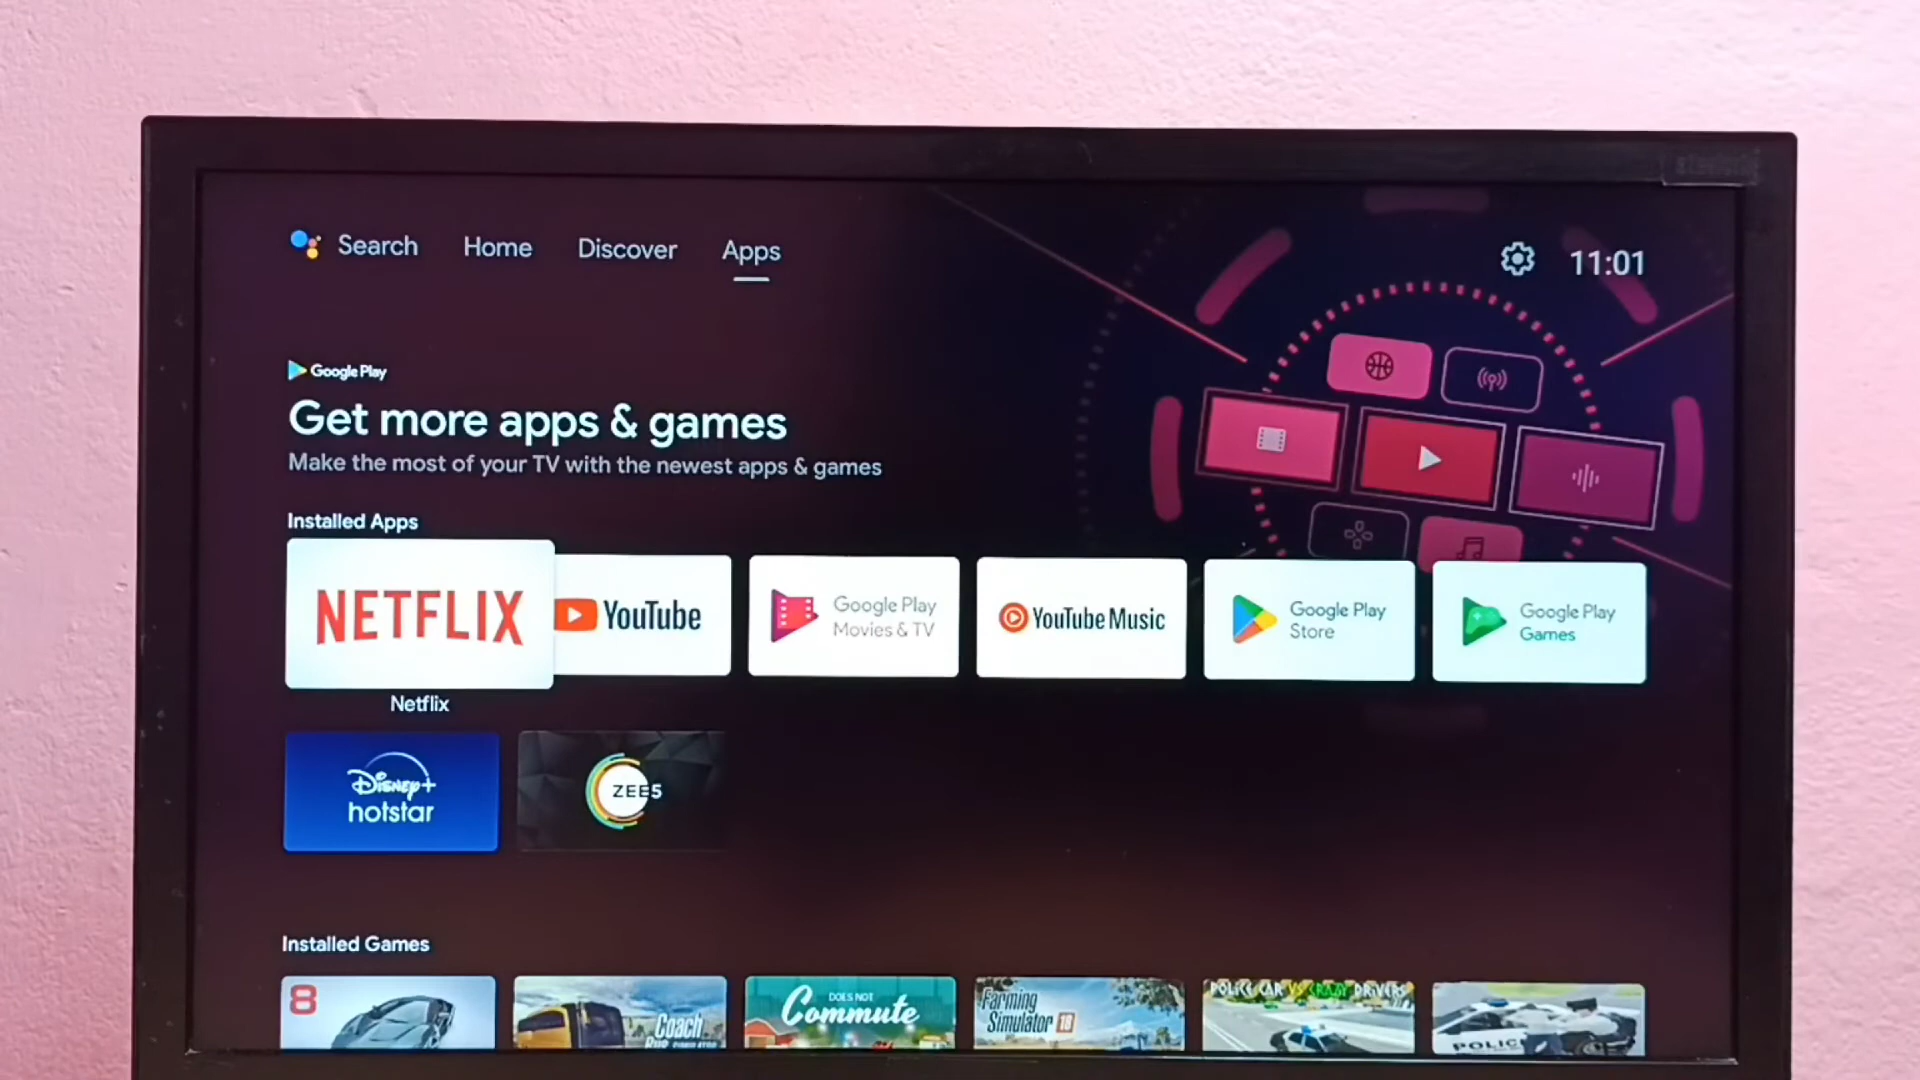 Search Home Discover Apps
11:01
Google Play
Get more apps & games
Make the most of your TV with the newest apps & games
Installed Apps
NETFLIX
YouTube
Google Play
Movies & TV
YouTube Music
Google Play
Store
Google Play
Games
Netflix
Disney+
hotstar
ZEE5
Installed Games
8
Coach
DOES NOT
Commute
Farming
Simulator 18
POLICE CAR VS CRAZY DRIVERS